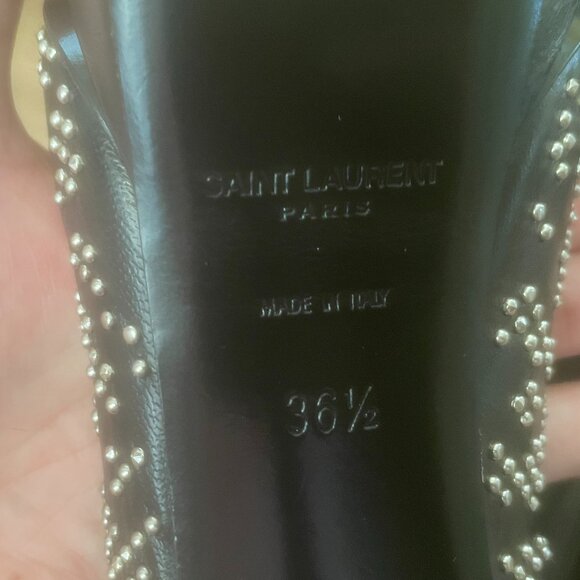 SAINT LAURENT
PARIS
MADE IN ITALY
36½